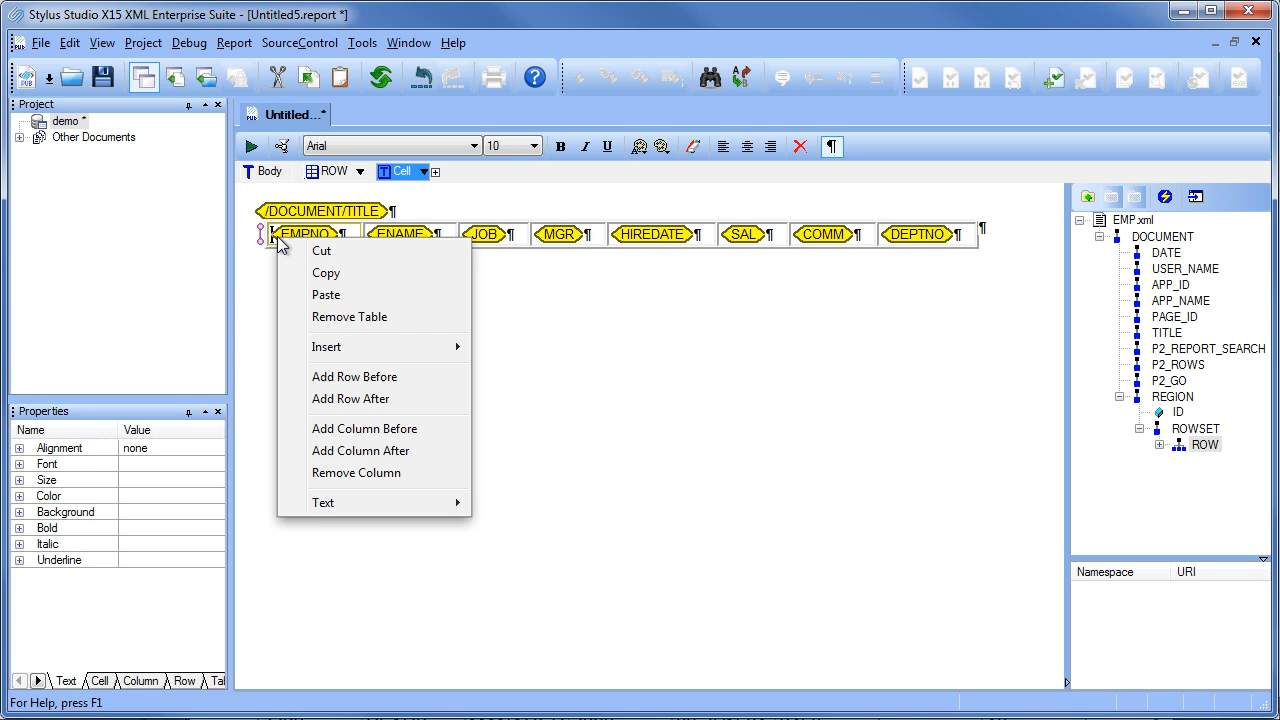 Stylus Studio X15 XML Enterprise Suite - [Untitled5.report *]
File Edit View Project Debug Report SourceControl Tools Window Help
Project
demo *
Other Documents
Untitled...*
Arial 10 B I U ¶
Body ROW Cell
/DOCUMENT/TITLE ¶
EMPNO ¶ ENAME ¶ JOB ¶ MGR ¶ HIREDATE ¶ SAL ¶ COMM ¶ DEPTNO ¶ ¶
Cut
Copy
Paste
Remove Table
Insert
Add Row Before
Add Row After
Add Column Before
Add Column After
Remove Column
Text
Properties
Name Value
Alignment none
Font
Size
Color
Background
Bold
Italic
Underline
Text Cell Column Row Tal
EMP.xml
DOCUMENT
DATE
USER_NAME
APP_ID
APP_NAME
PAGE_ID
TITLE
P2_REPORT_SEARCH
P2_ROWS
P2_GO
REGION
ID
ROWSET
ROW
Namespace URI
For Help, press F1